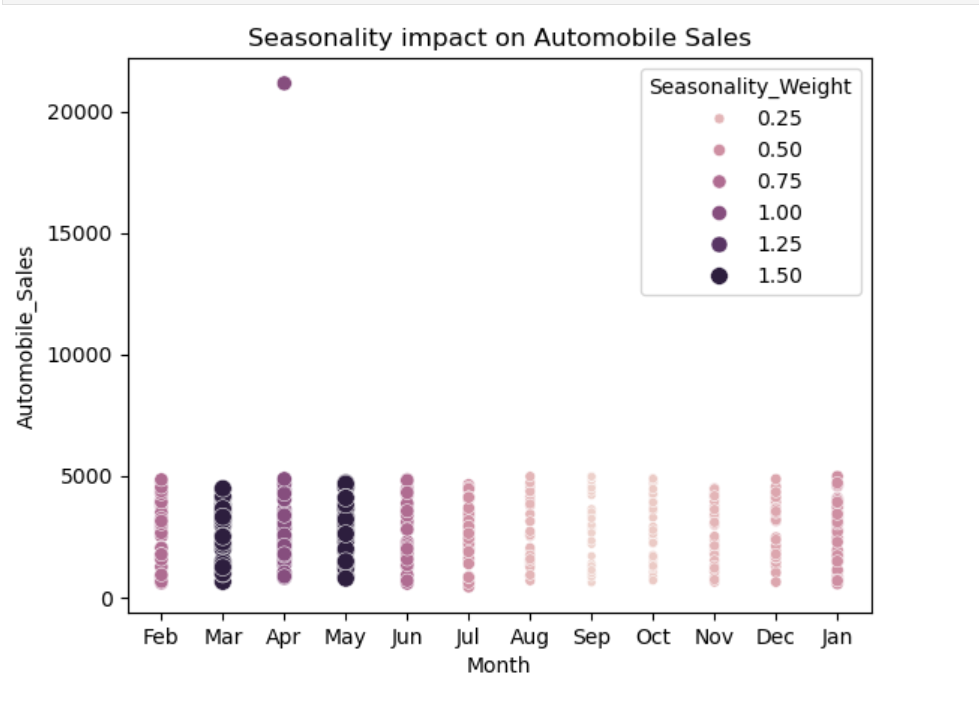 Seasonality impact on Automobile Sales
Seasonality_Weight
0.25
0.50
0.75
1.00
1.25
1.50
Automobile_Sales
20000
15000
10000
5000
0
Feb Mar Apr May Jun Jul Aug Sep Oct Nov Dec Jan
Month